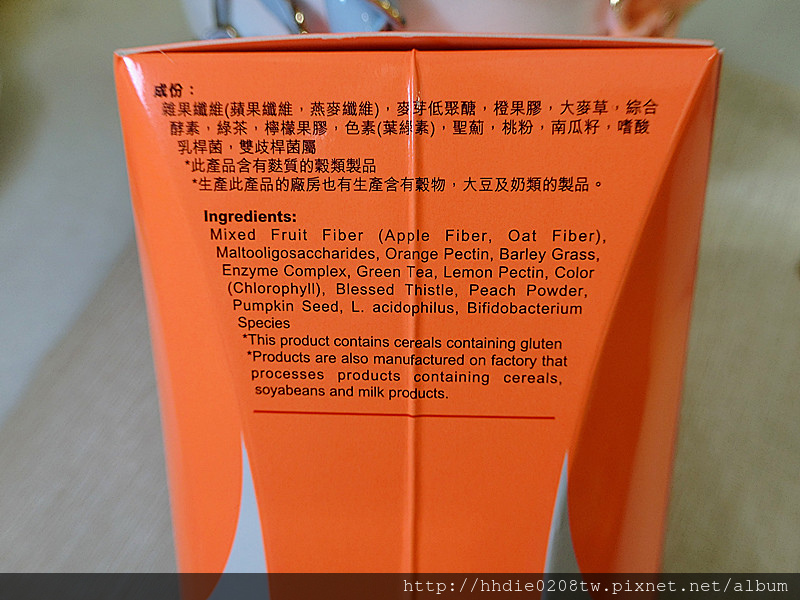 成份：
雜果纖維(蘋果纖維，燕麥纖維)，麥芽低聚醣，橙果膠，大麥草，綜合
酵素，綠茶，檸檬果膠，色素(葉綠素)，聖薊，桃粉，南瓜籽，嗜酸
乳桿菌，雙歧桿菌屬
*此產品含有麩質的穀類製品
*生產此產品的廠房也有生產含有穀物，大豆及奶類的製品。
Ingredients:
Mixed Fruit Fiber (Apple Fiber, Oat Fiber),
Maltooligosaccharides, Orange Pectin, Barley Grass,
Enzyme Complex, Green Tea, Lemon Pectin, Color
(Chlorophyll), Blessed Thistle, Peach Powder,
Pumpkin Seed, L. acidophilus, Bifidobacterium
Species
*This product contains cereals containing gluten
*Products are also manufactured on factory that
processes products containing cereals,
soyabeans and milk products.
http://hhdie0208tw.pixnet.net/album